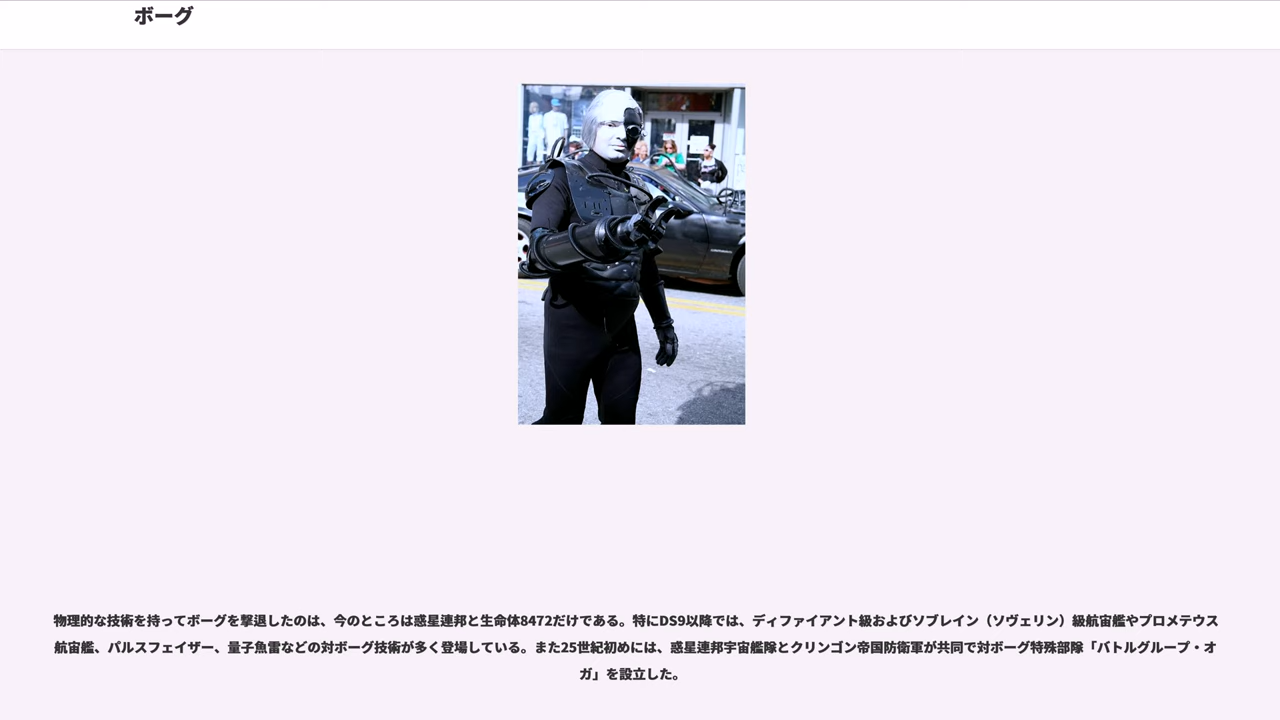 ボーグ
物理的な技術を持ってボーグを撃退したのは、今のところは惑星連邦と生命体8472だけである。特にDS9以降では、ディファイアント級およびソブレイン（ソヴェリン）級航宙艦やプロメテウス
航宙艦、パルスフェイザー、量子魚雷などの対ボーグ技術が多く登場している。また25世紀初めには、惑星連邦宇宙艦隊とクリンゴン帝国防衛軍が共同で対ボーグ特殊部隊「バトルグループ・オ
ガ」を設立した。